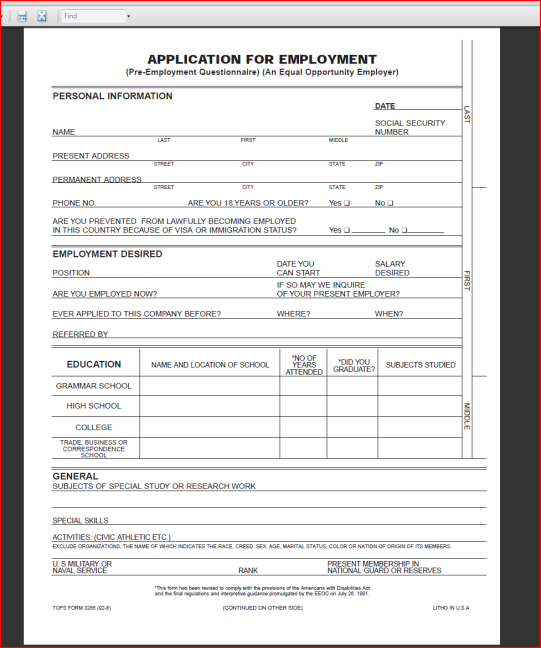 Find
APPLICATION FOR EMPLOYMENT
(Pre-Employment Questionnaire) (An Equal Opportunity Employer)
PERSONAL INFORMATION
DATE
SOCIAL SECURITY
NAME NUMBER
LAST FIRST MIDDLE
PRESENT ADDRESS
STREET CITY STATE ZIP
PERMANENT ADDRESS
STREET CITY STATE ZIP
PHONE NO. ARE YOU 18 YEARS OR OLDER? Yes ❏ No ❏
ARE YOU PREVENTED FROM LAWFULLY BECOMING EMPLOYED
IN THIS COUNTRY BECAUSE OF VISA OR IMMIGRATION STATUS? Yes ❏ No ❏
LAST
EMPLOYMENT DESIRED
DATE YOU SALARY
POSITION CAN START DESIRED
IF SO MAY WE INQUIRE
ARE YOU EMPLOYED NOW? OF YOUR PRESENT EMPLOYER?
EVER APPLIED TO THIS COMPANY BEFORE? WHERE? WHEN?
REFERRED BY
FIRST
EDUCATION NAME AND LOCATION OF SCHOOL *NO OF YEARS ATTENDED *DID YOU GRADUATE? SUBJECTS STUDIED
GRAMMAR SCHOOL
HIGH SCHOOL
COLLEGE
TRADE, BUSINESS OR
CORRESPONDENCE
SCHOOL
MIDDLE
GENERAL
SUBJECTS OF SPECIAL STUDY OR RESEARCH WORK
SPECIAL SKILLS
ACTIVITIES: (CIVIC ATHLETIC ETC.)
EXCLUDE ORGANIZATIONS, THE NAME OF WHICH INDICATES THE RACE, CREED. SEX, AGE, MARITAL STATUS, COLOR OR NATION OF ORIGIN OF ITS MEMBERS.
U. S MILITARY OR PRESENT MEMBERSHIP IN
NAVAL SERVICE RANK NATIONAL GUARD OR RESERVES
*This form has been revised to comply with the provisions of the Americans with Disabilities Act
and the final regulations and interpretive guidance promulgated by the EEOC on July 26. 1991.
TOPS FORM 3285 (92-8) (CONTINUED ON OTHER SIDE) LITHO IN U.S.A.